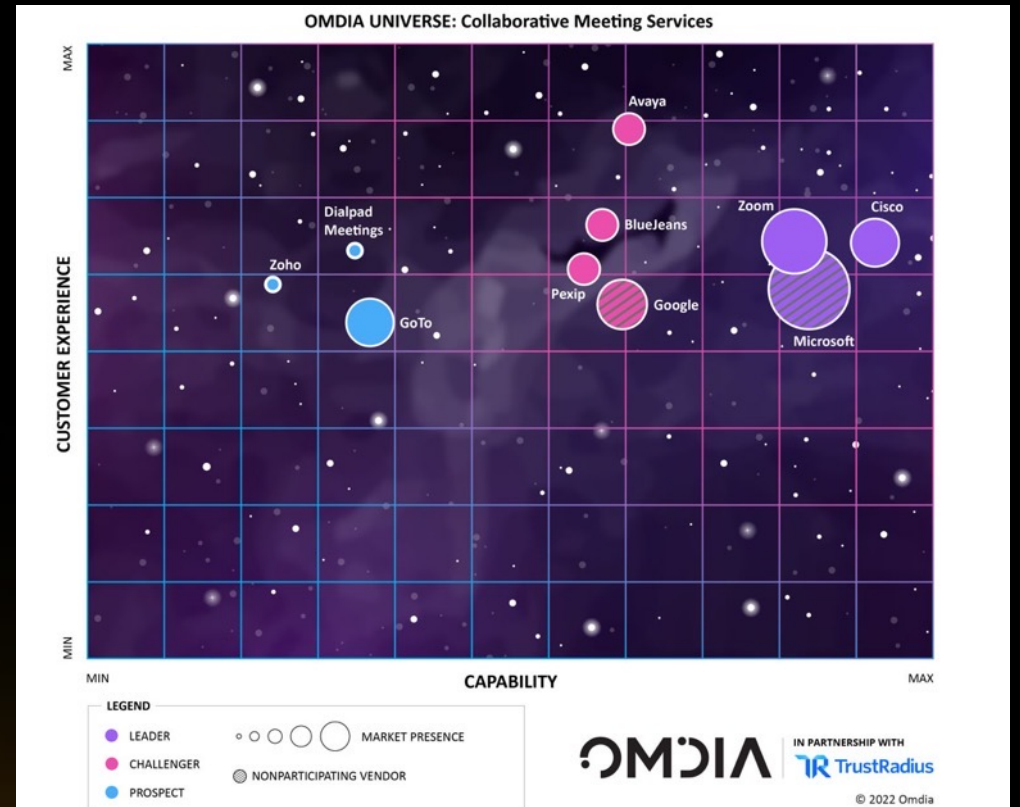 OMDIA UNIVERSE: Collaborative Meeting Services
MAX
Avaya
Zoom
Cisco
Dialpad
Meetings
BlueJeans
Zoho
Pexip
Google
GoTo
Microsoft
CUSTOMER EXPERIENCE
MIN
MIN
CAPABILITY
MAX
LEGEND
LEADER
MARKET PRESENCE
CHALLENGER
NONPARTICIPATING VENDOR
PROSPECT
OMDIA
IN PARTNERSHIP WITH
TR TrustRadius
© 2022 Omdia